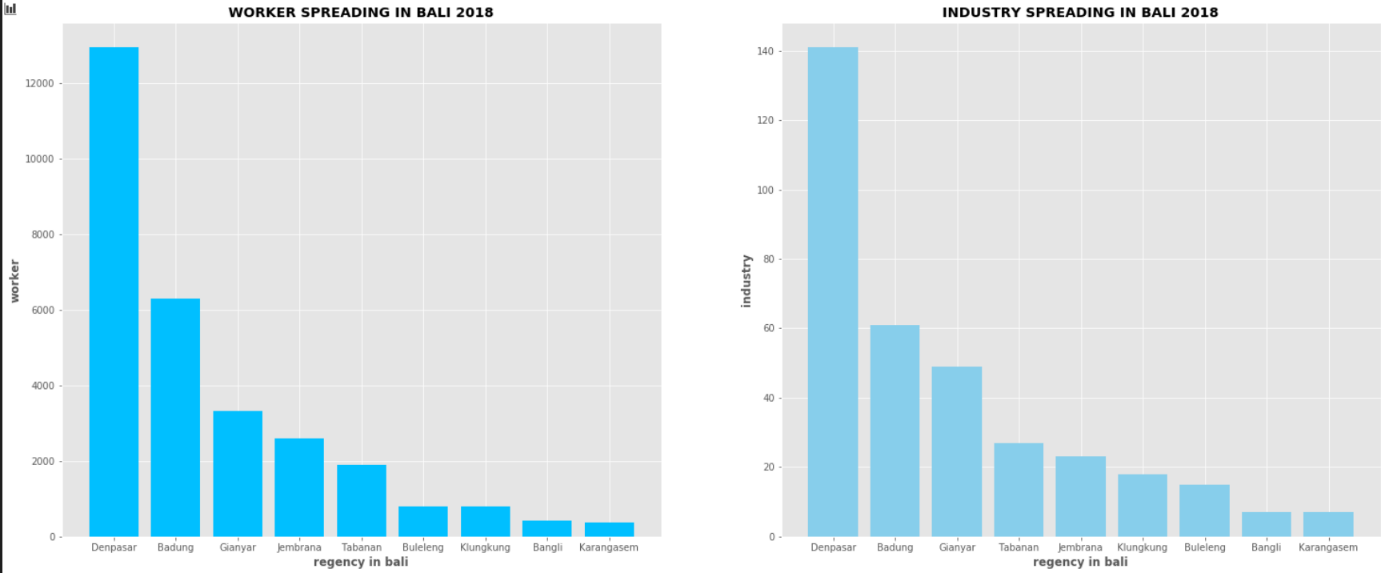 WORKER SPREADING IN BALI 2018
12000
10000
8000
6000
4000
2000
0
worker
Denpasar Badung Gianyar Jembrana Tabanan Buleleng Klungkung Bangli Karangasem
regency in bali
INDUSTRY SPREADING IN BALI 2018
140
120
100
80
60
40
20
0
industry
Denpasar Badung Gianyar Tabanan Jembrana Klungkung Buleleng Bangli Karangasem
regency in bali